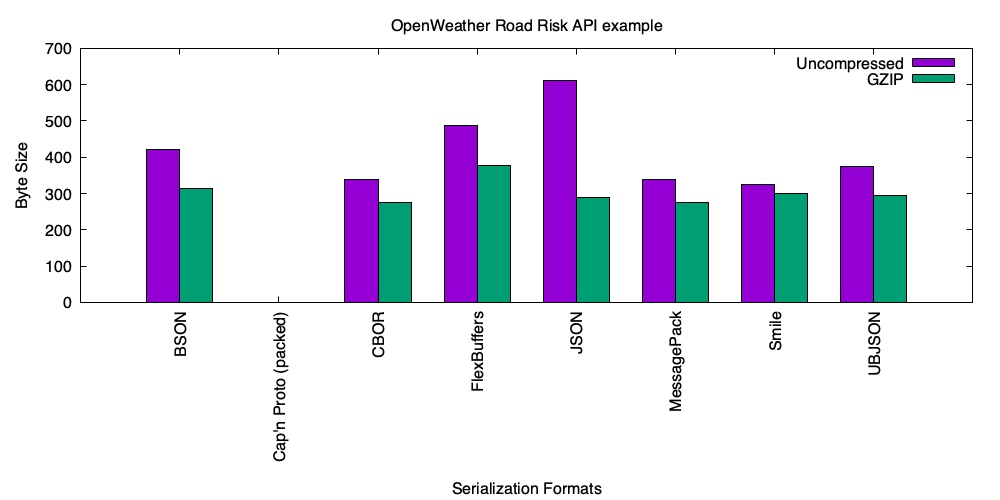 OpenWeather Road Risk API example
Uncompressed
GZIP
700
600
500
400
300
200
100
0
Byte Size
BSON
Cap'n Proto (packed)
CBOR
FlexBuffers
JSON
MessagePack
Smile
UBJSON
Serialization Formats